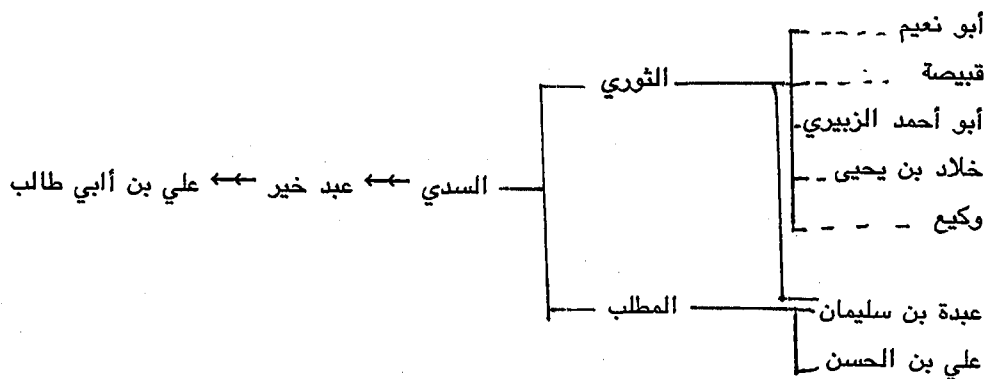 أبو نعيم
قبيصة
الثوري
أبو أحمد الزبيري
خلاد بن يحيى
السدي عبد خير علي بن أابي طالب
وكيع
المطلب
عبدة بن سليمان
علي بن الحسن